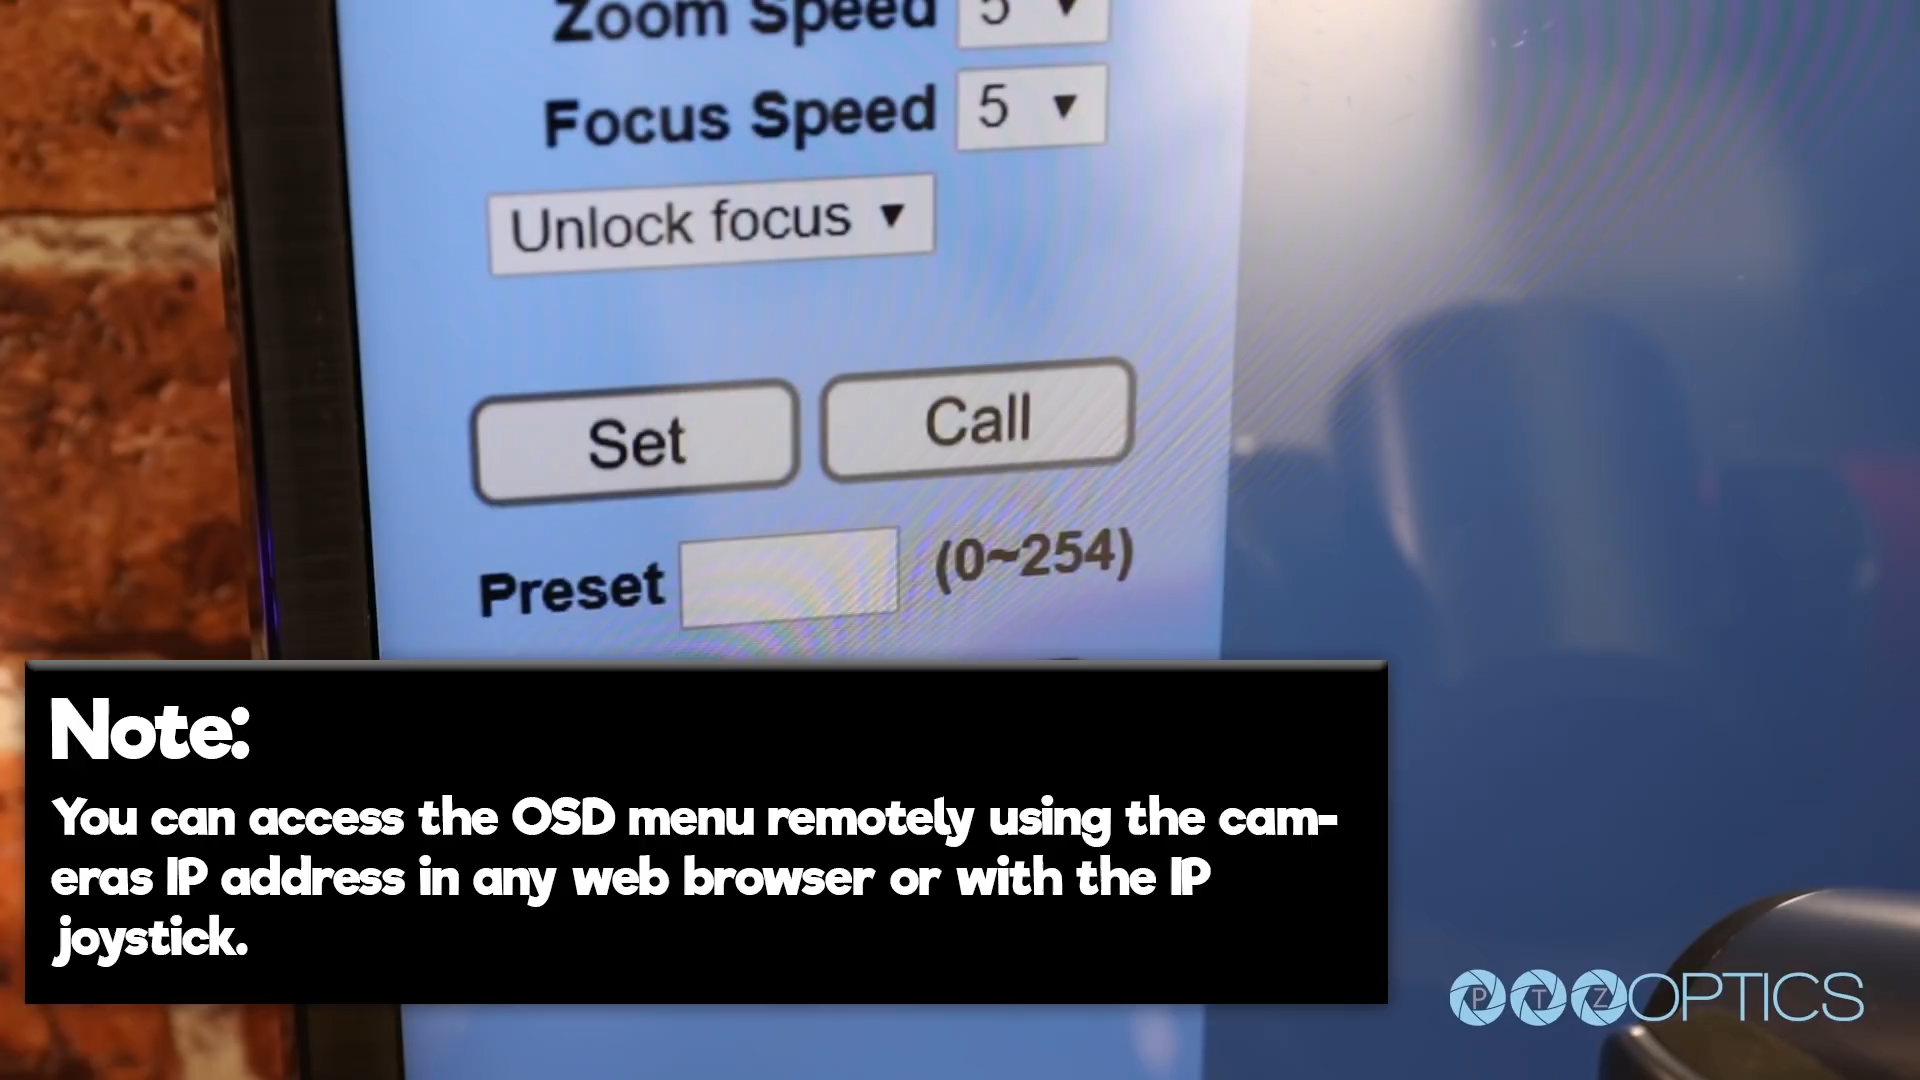 Zoom Speed 5 ▼
Focus Speed 5 ▼
Unlock focus ▼
Set Call
Preset (0~254)
Note:
You can access the OSD menu remotely using the cam-
eras IP address in any web browser or with the IP
joystick.
PTZOPTICS